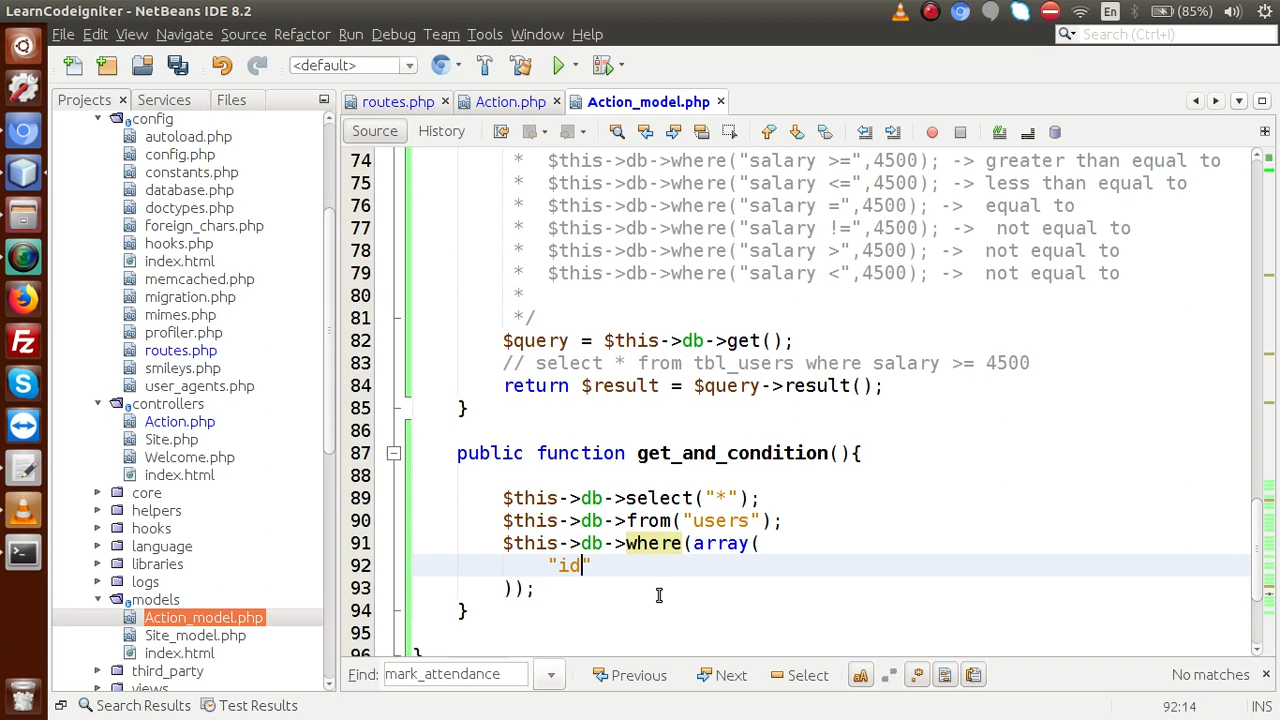 LearnCodeigniter - NetBeans IDE 8.2
En
(85%)
File Edit View Navigate Source Refactor Run Debug Team Tools Window Help
Search (Ctrl+I)
<default>
Projects Services Files
routes.php Action.php Action_model.php
Source History
config
autoload.php
config.php
constants.php
database.php
doctypes.php
foreign_chars.php
hooks.php
index.html
memcached.php
migration.php
mimes.php
profiler.php
routes.php
smileys.php
user_agents.php
controllers
Action.php
Site.php
Welcome.php
index.html
core
helpers
hooks
language
libraries
logs
models
Action_model.php
Site_model.php
index.html
third_party
views
74 * $this->db->where("salary >=",4500); -> greater than equal to
75 * $this->db->where("salary <=",4500); -> less than equal to
76 * $this->db->where("salary =",4500); -> equal to
77 * $this->db->where("salary !=",4500); -> not equal to
78 * $this->db->where("salary >",4500); -> not equal to
79 * $this->db->where("salary <",4500); -> not equal to
80 *
81 */
82 $query = $this->db->get();
83 // select * from tbl_users where salary >= 4500
84 return $result = $query->result();
85 }
86
87 public function get_and_condition(){
88
89 $this->db->select("*");
90 $this->db->from("users");
91 $this->db->where(array(
92 "id"
93 ));
94 }
95
96 }
Find: mark_attendance Previous Next Select No matches
Search Results Test Results
92:14 INS